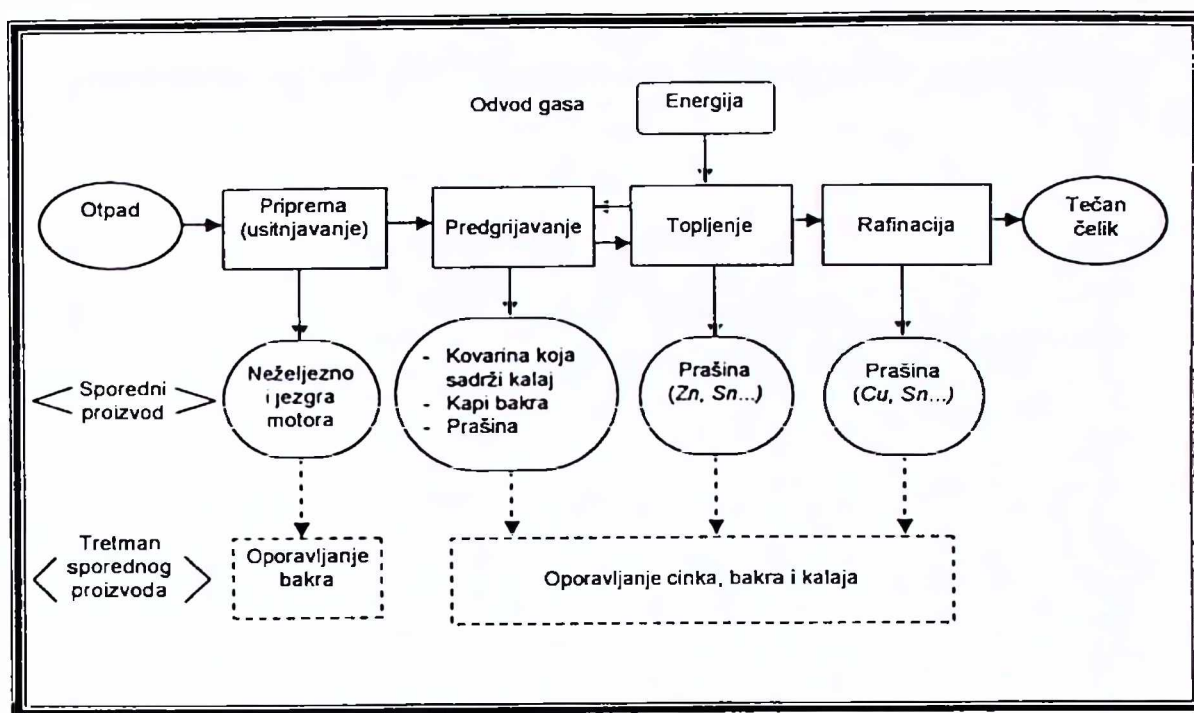 Odvod gasa
Energija
Otpad
Priprema
(usitnjavanje)
Predgrijavanje
Topljenje
Rafinacija
Tečan
čelik
Sporedni
proizvod
Neželjezno
i jezgra
motora
- Kovarina koja
sadrži kalaj
- Kapi bakra
- Prašina
Prašina
(Zn, Sn...)
Prašina
(Cu, Sn...)
Tretman
sporednog
proizvoda
Oporavljanje
bakra
Oporavljanje cinka, bakra i kalaja